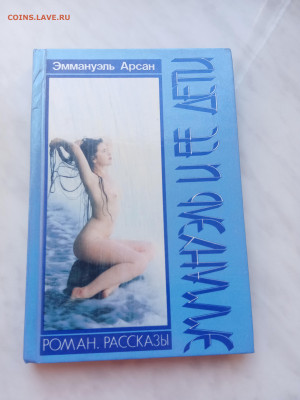 COINS.LAVE.RU
Эммануэль Арсан
ЭММАНУЭЛЬ И ЕЕ ДЕТИ
РОМАН. РАССКАЗЫ